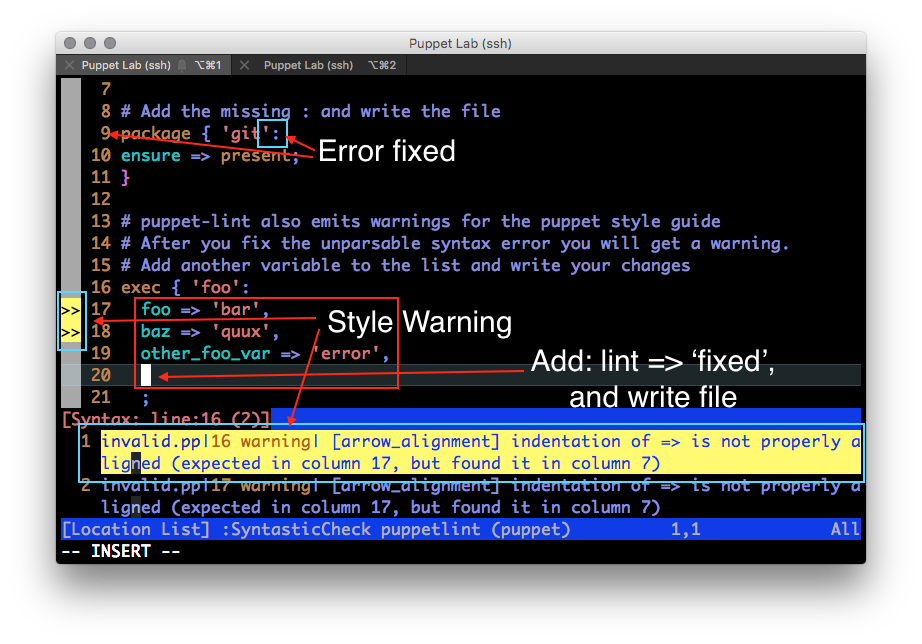 Puppet Lab (ssh)
Puppet Lab (ssh) ⌥⌘1 Puppet Lab (ssh) ⌥⌘2
7
8 # Add the missing : and write the file
9 package { 'git':
Error fixed
10 ensure => present;
11 }
12
13 # puppet-lint also emits warnings for the puppet style guide
14 # After you fix the unparsable syntax error you will get a warning.
15 # Add another variable to the list and write your changes
16 exec { 'foo':
>> 17 foo => 'bar',
Style Warning
>> 18 baz => 'quux',
19 other_foo_var => 'error',
Add: lint => ‘fixed’,
20
and write file
21 ;
[Syntax: line:16 (2)]
1 invalid.pp|16 warning| [arrow_alignment] indentation of => is not properly a
ligned (expected in column 17, but found it in column 7)
2 invalid.pp|17 warning| [arrow_alignment] indentation of => is not properly a
ligned (expected in column 17, but found it in column 7)
[Location List] :SyntasticCheck puppetlint (puppet) 1,1 All
-- INSERT --